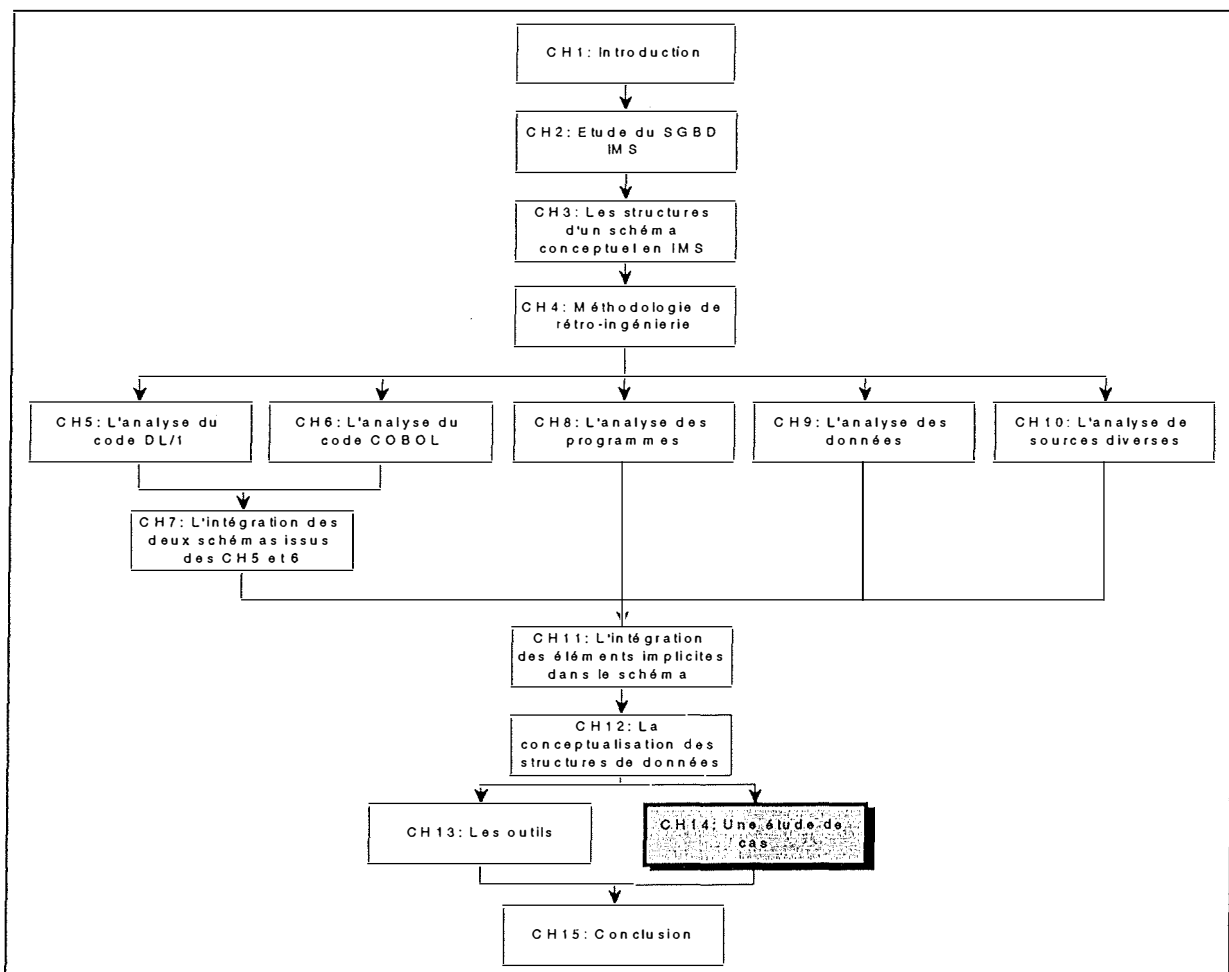 CH1: Introduction
CH2: Etude du SGBD
IMS
CH3: Les structures
d'un schéma
conceptuel en IMS
CH4: Méthodologie de
rétro-ingénierie
CH5: L'analyse du
code DL/1
CH6: L'analyse du
code COBOL
CH8: L'analyse des
programmes
CH9: L'analyse des
données
CH10: L'analyse de
sources diverses
CH7: L'intégration des
deux schémas issus
des CH5 et 6
CH11: L'intégration
des éléments implicites
dans le schéma
CH12: La
conceptualisation des
structures de données
CH13: Les outils
CH14: Une étude de
cas
CH15: Conclusion